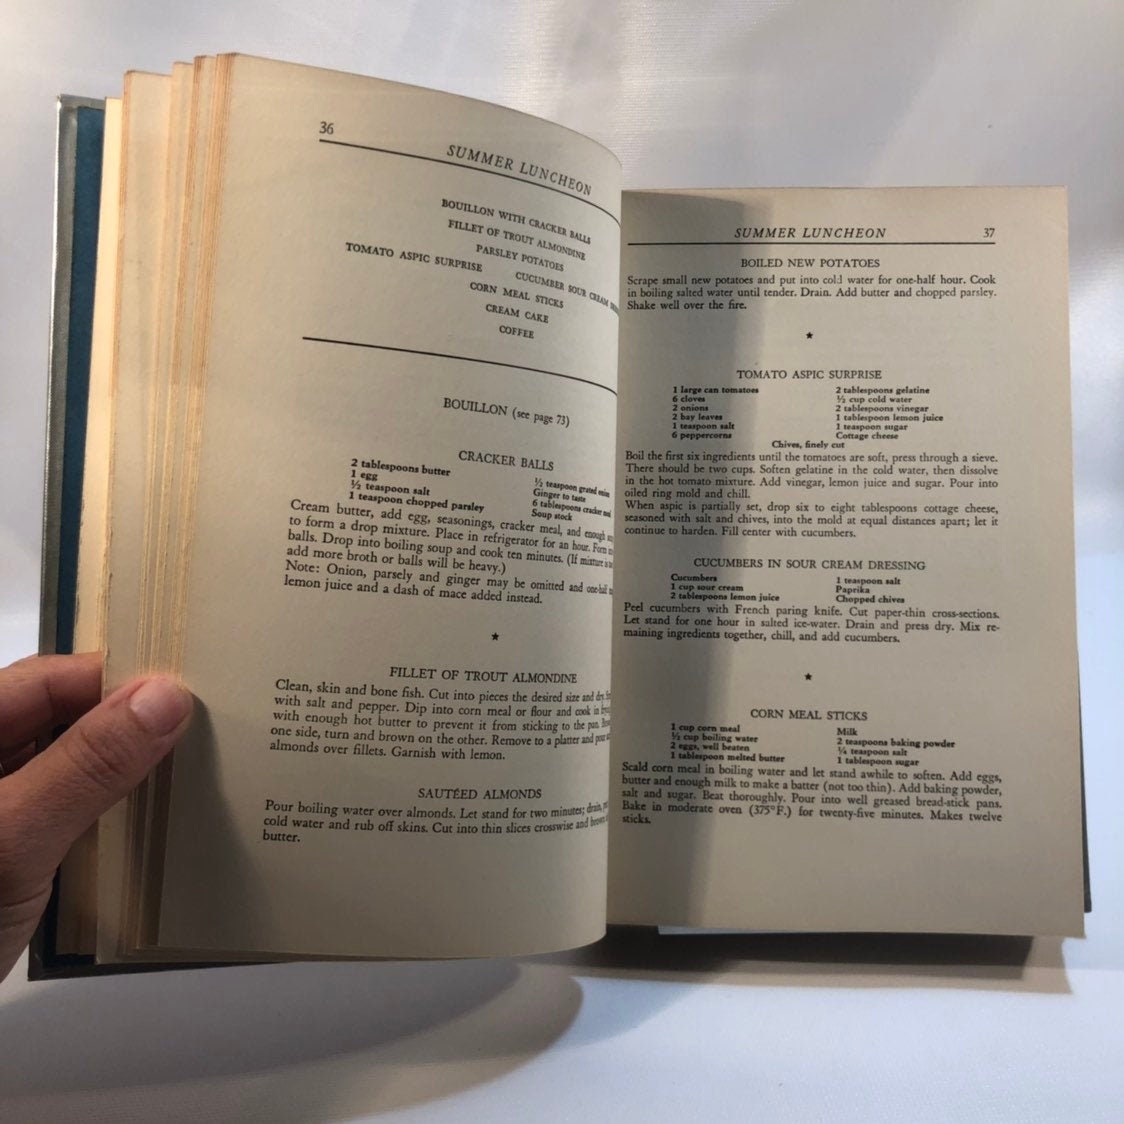 36
SUMMER LUNCHEON
BOUILLON WITH CRACKER BALLS
FILLET OF TROUT ALMONDINE
PARSLEY POTATOES
TOMATO ASPIC SURPRISE CUCUMBER SOUR CREAM
CORN MEAL STICKS
CREAM CAKE
COFFEE
BOUILLON (see page 73)
CRACKER BALLS
2 tablespoons butter ½ teaspoon grated onion
1 egg Ginger to taste
½ teaspoon salt 6 tablespoons cracker meal
1 teaspoon chopped parsley Soup stock
Cream butter, add egg, seasonings, cracker meal, and enough
to form a drop mixture. Place in refrigerator for an hour. Form
balls. Drop into boiling soup and cook ten minutes. (If mixture is
add more broth or balls will be heavy.)
Note: Onion, parsely and ginger may be omitted and one-half
lemon juice and a dash of mace added instead.
★
FILLET OF TROUT ALMONDINE
Clean, skin and bone fish. Cut into pieces the desired size and dry.
with salt and pepper. Dip into corn meal or flour and cook in
with enough hot butter to prevent it from sticking to the pan.
one side, turn and brown on the other. Remove to a platter and pour
almonds over fillets. Garnish with lemon.
SAUTÉED ALMONDS
Pour boiling water over almonds. Let stand for two minutes; drain,
cold water and rub off skins. Cut into thin slices crosswise and brown
butter.
SUMMER LUNCHEON 37
BOILED NEW POTATOES
Scrape small new potatoes and put into cold water for one-half hour. Cook
in boiling salted water until tender. Drain. Add butter and chopped parsley.
Shake well over the fire.
★
TOMATO ASPIC SURPRISE
1 large can tomatoes 2 tablespoons gelatine
6 cloves ½ cup cold water
2 onions 2 tablespoons vinegar
2 bay leaves 1 tablespoon lemon juice
1 teaspoon salt 1 teaspoon sugar
6 peppercorns Cottage cheese
Chives, finely cut
Boil the first six ingredients until the tomatoes are soft, press through a sieve.
There should be two cups. Soften gelatine in the cold water, then dissolve
in the hot tomato mixture. Add vinegar, lemon juice and sugar. Pour into
oiled ring mold and chill.
When aspic is partially set, drop six to eight tablespoons cottage cheese,
seasoned with salt and chives, into the mold at equal distances apart; let it
continue to harden. Fill center with cucumbers.
CUCUMBERS IN SOUR CREAM DRESSING
Cucumbers 1 teaspoon salt
1 cup sour cream Paprika
2 tablespoons lemon juice Chopped chives
Peel cucumbers with French paring knife. Cut paper-thin cross-sections.
Let stand for one hour in salted ice-water. Drain and press dry. Mix re-
maining ingredients together, chill, and add cucumbers.
★
CORN MEAL STICKS
1 cup corn meal Milk
½ cup boiling water 2 teaspoons baking powder
2 eggs, well beaten ¼ teaspoon salt
1 tablespoon melted butter 1 tablespoon sugar
Scald corn meal in boiling water and let stand awhile to soften. Add eggs,
butter and enough milk to make a batter (not too thin). Add baking powder,
salt and sugar. Beat thoroughly. Pour into well greased bread-stick pans.
Bake in moderate oven (375°F.) for twenty-five minutes. Makes twelve
sticks.